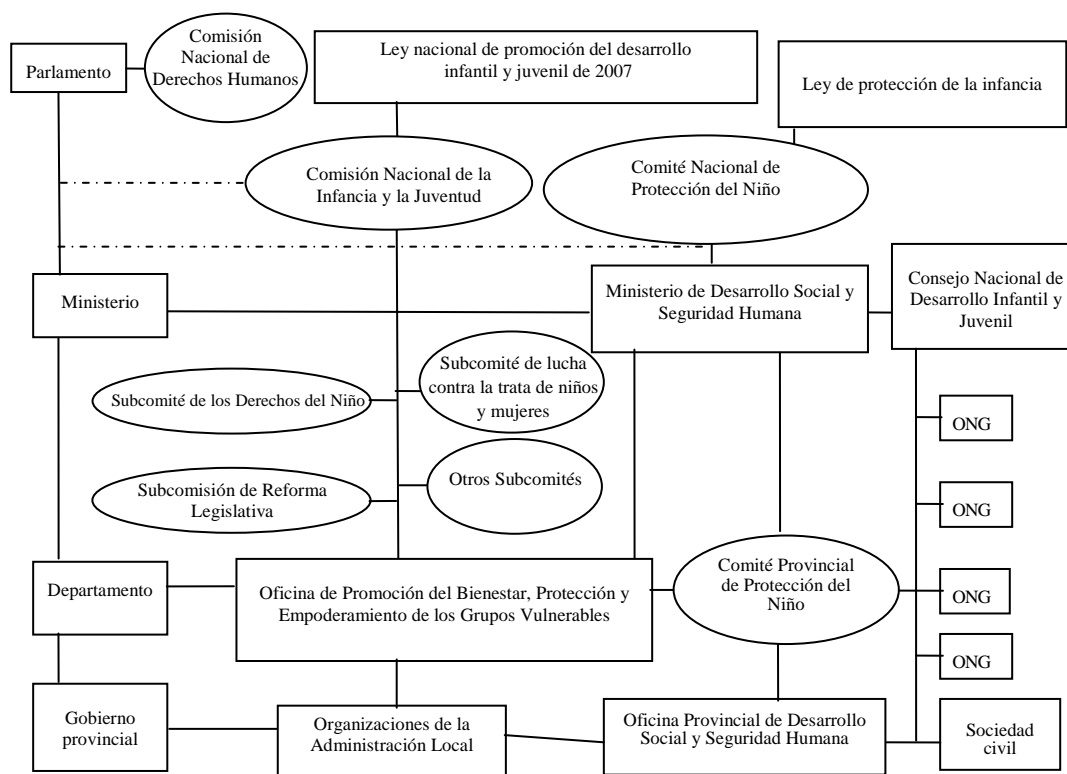 Parlamento
Comisión
Nacional de
Derechos Humanos
Ley nacional de promoción del desarrollo
infantil y juvenil de 2007
Ley de protección de la infancia
Comisión Nacional de la
Infancia y la Juventud
Comité Nacional de
Protección del Niño
Ministerio
Ministerio de Desarrollo Social y
Seguridad Humana
Consejo Nacional de
Desarrollo Infantil y
Juvenil
Subcomité de los Derechos del Niño
Subcomité de lucha
contra la trata de niños
y mujeres
ONG
Subcomisión de Reforma
Legislativa
Otros Subcomités
ONG
Departamento
Oficina de Promoción del Bienestar, Protección y
Empoderamiento de los Grupos Vulnerables
Comité Provincial
de Protección del
Niño
ONG
ONG
Gobierno
provincial
Organizaciones de la
Administración Local
Oficina Provincial de Desarrollo
Social y Seguridad Humana
Sociedad
civil